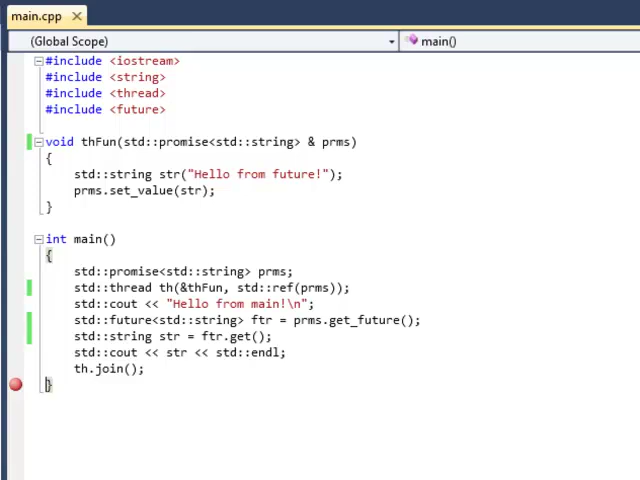 main.cpp
(Global Scope)
main()
#include <iostream>
#include <string>
#include <thread>
#include <future>
void thFun(std::promise<std::string> & prms)
{
std::string str("Hello from future!");
prms.set_value(str);
}
int main()
{
std::promise<std::string> prms;
std::thread th(&thFun, std::ref(prms));
std::cout << "Hello from main!\n";
std::future<std::string> ftr = prms.get_future();
std::string str = ftr.get();
std::cout << str << std::endl;
th.join();
}